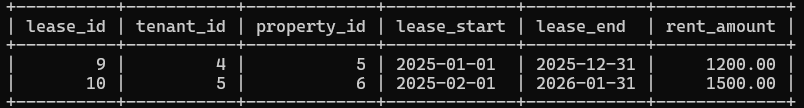 +----------+-----------+-------------+-------------+------------+-------------+
| lease_id | tenant_id | property_id | lease_start | lease_end  | rent_amount |
+----------+-----------+-------------+-------------+------------+-------------+
|        9 |         4 |           5 | 2025-01-01  | 2025-12-31 |     1200.00 |
|       10 |         5 |           6 | 2025-02-01  | 2026-01-31 |     1500.00 |
+----------+-----------+-------------+-------------+------------+-------------+